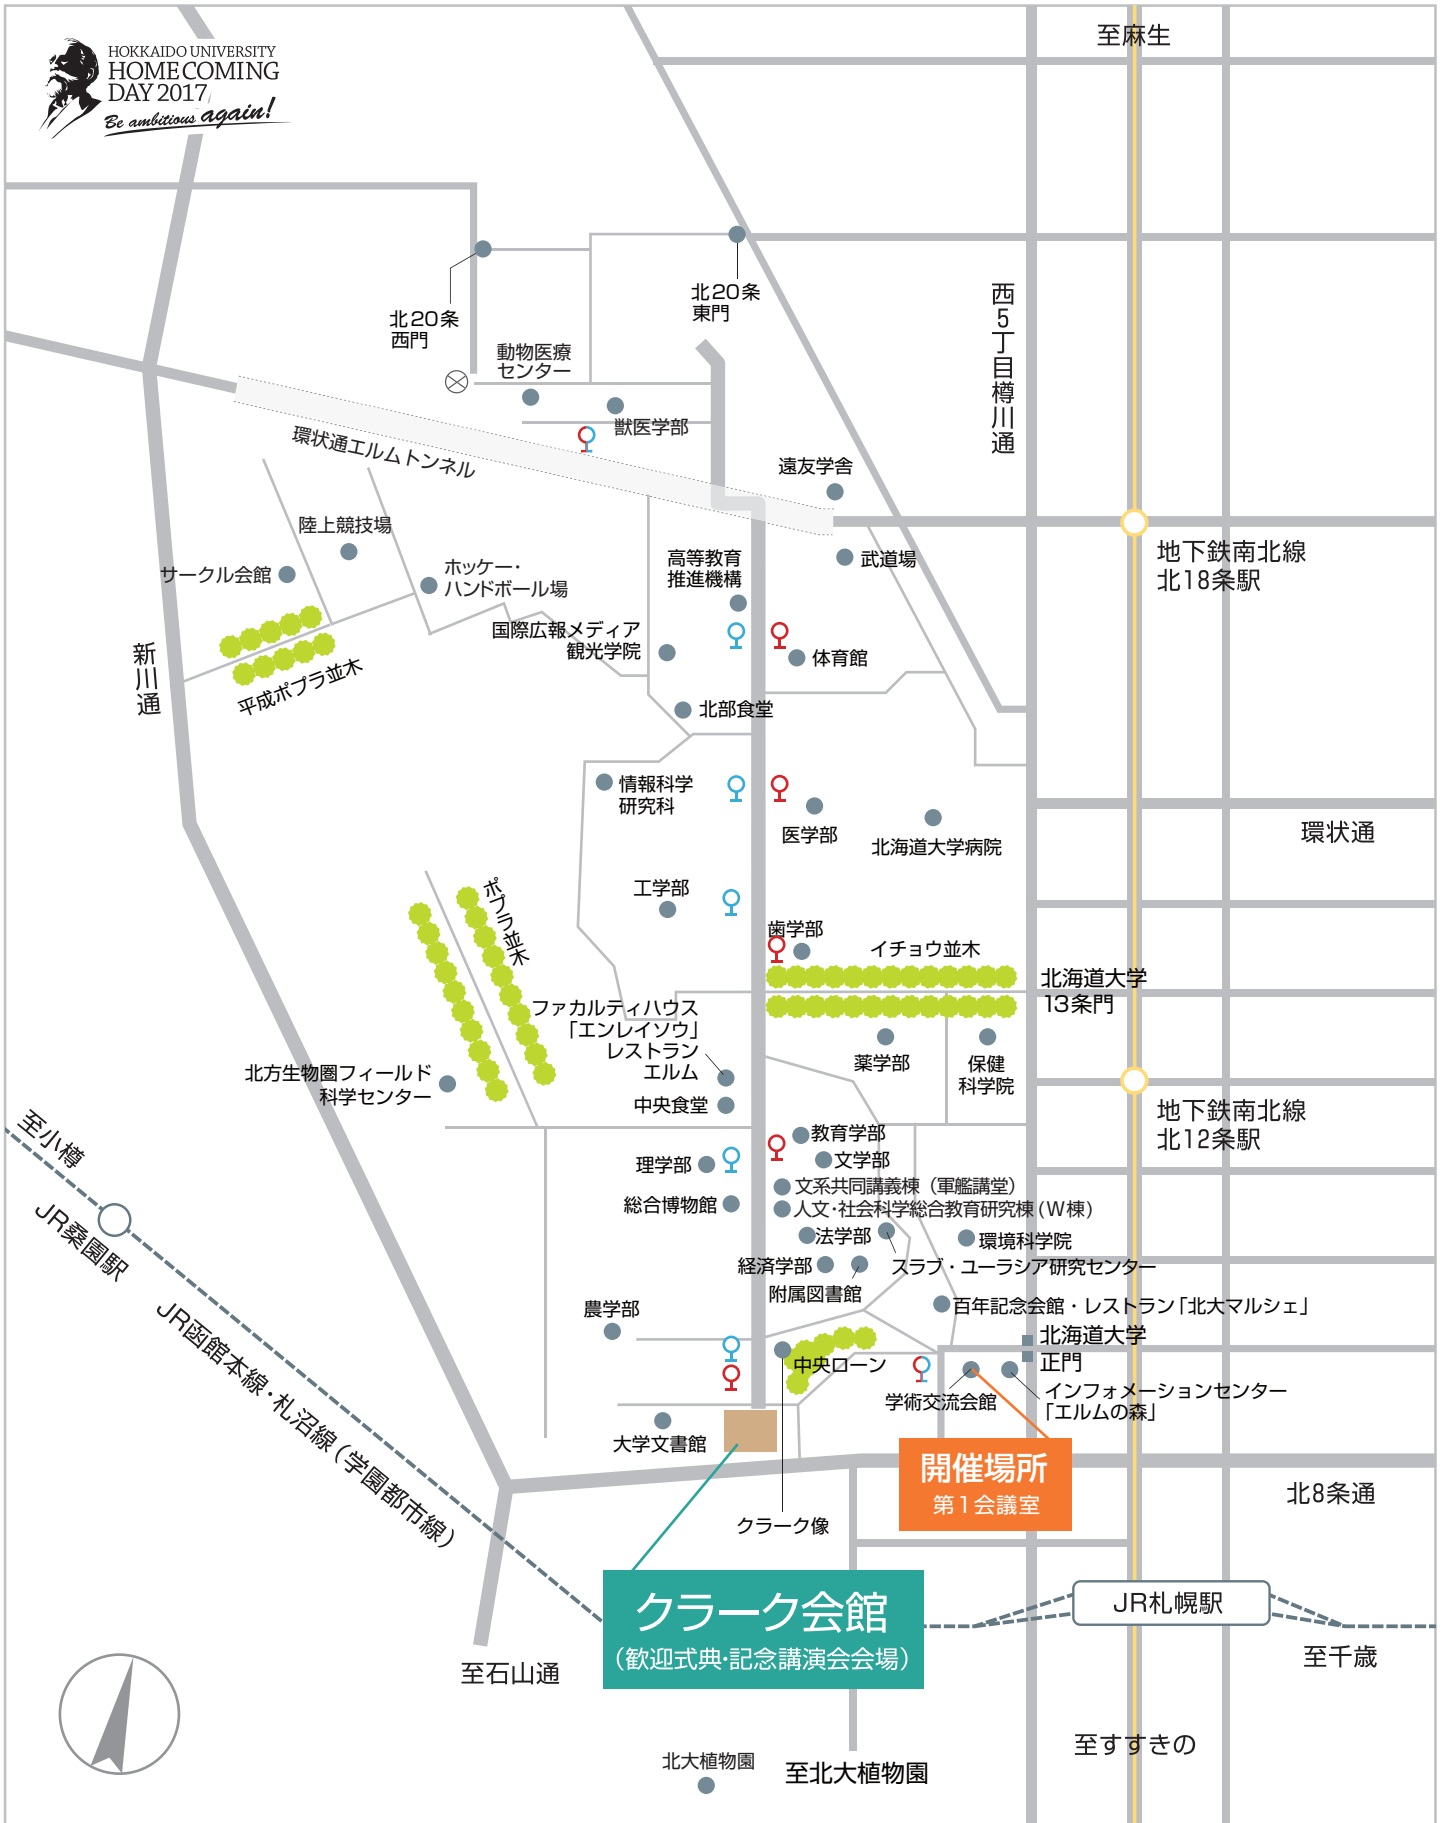 HOKKAIDO UNIVERSITY
HOMECOMING
DAY 2017
Be ambitious again!
至麻生
北20条
西門
北20条
東門
西5丁目樽川通
動物医療
センター
獣医学部
環状通エルムトンネル
遠友学舎
陸上競技場
サークル会館
ホッケー・
ハンドボール場
高等教育
推進機構
武道場
地下鉄南北線
北18条駅
国際広報メディア
観光学院
体育館
新川通
平成ポプラ並木
北部食堂
情報科学
研究科
医学部
北海道大学病院
環状通
工学部
ポプラ並木
歯学部
イチョウ並木
北海道大学
13条門
ファカルティハウス
「エンレイソウ」
レストラン
エルム
薬学部
保健
科学院
北方生物圏フィールド
科学センター
中央食堂
地下鉄南北線
北12条駅
至小樽
教育学部
文学部
理学部
文系共同講義棟（軍艦講堂）
総合博物館
人文・社会科学総合教育研究棟(W棟)
JR桑園駅
法学部
環境科学院
経済学部
スラブ・ユーラシア研究センター
附属図書館
農学部
百年記念会館・レストラン「北大マルシェ」
JR函館本線・札沼線（学園都市線）
北海道大学
正門
中央ローン
学術交流会館
インフォメーションセンター
「エルムの森」
大学文書館
開催場所
第1会議室
北8条通
クラーク像
クラーク会館
（歓迎式典・記念講演会会場）
JR札幌駅
至千歳
至石山通
至すすきの
北大植物園
至北大植物園